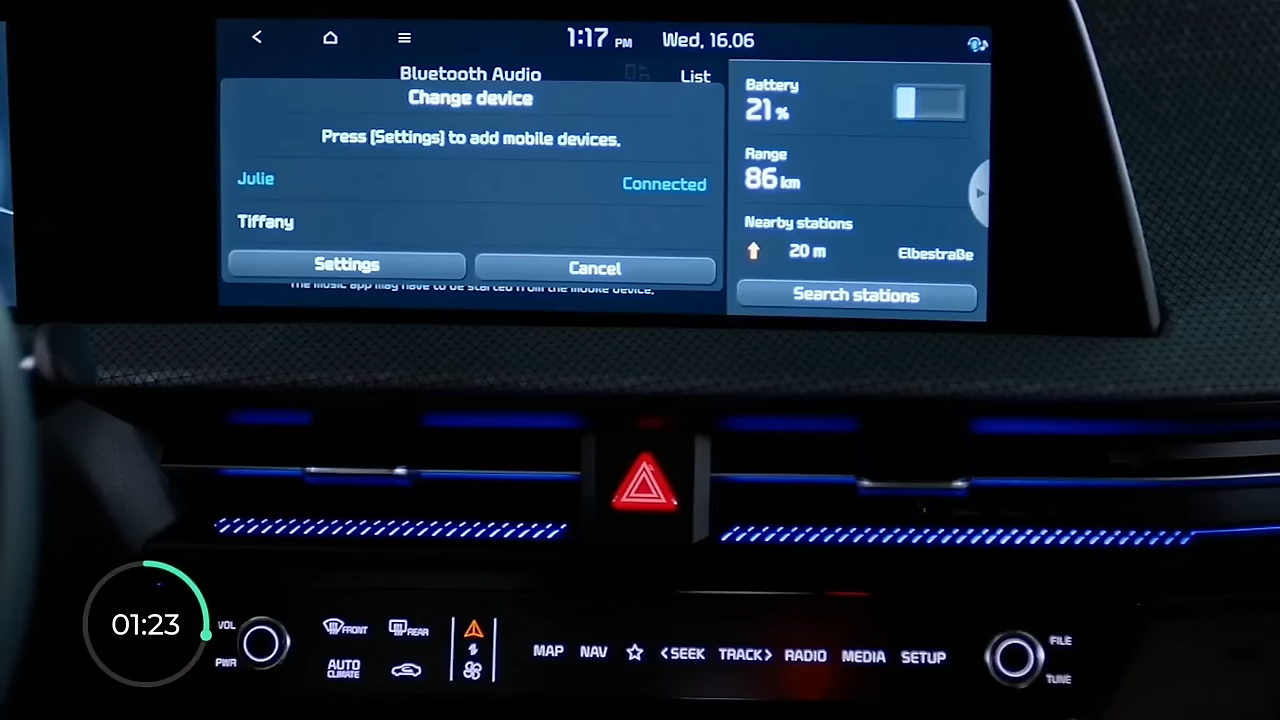 1:17 PM Wed, 16.06
Bluetooth Audio
List
Change device
Press [Settings] to add mobile devices.
Julie Connected
Tiffany
Settings Cancel
The music app may have to be started from the mobile device.
Battery
21 %
Range
86 km
Nearby stations
20 m Elbestraße
Search stations
01:23
VOL
PWR
FRONT
REAR
AUTO
CLIMATE
MAP NAV SEEK TRACK RADIO MEDIA SETUP
FILE
TUNE